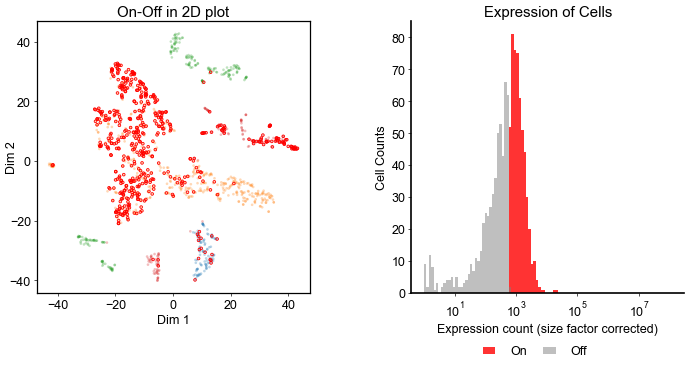 On-Off in 2D plot
Dim 2
40
20
0
−20
−40
−40 −20 0 20 40
Dim 1
Expression of Cells
Cell Counts
80
70
60
50
40
30
20
10
0
10^1 10^3 10^5 10^7
Expression count (size factor corrected)
On Off